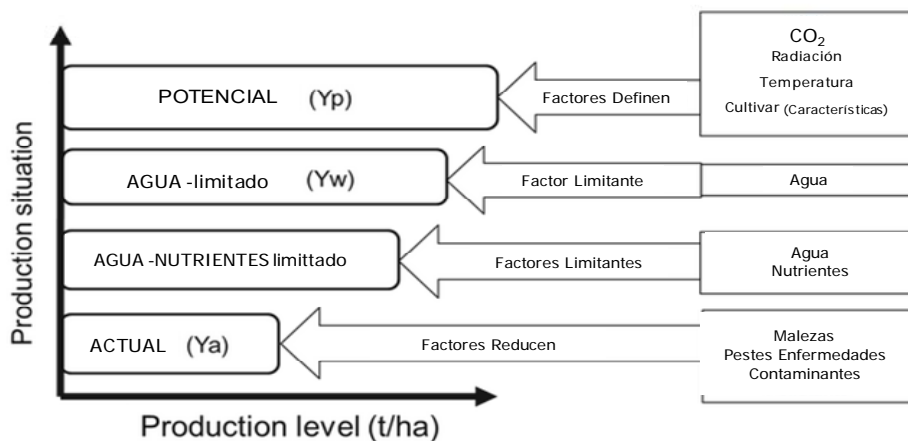 CO2
Radiación
Temperatura
Cultivar (Características)
POTENCIAL (Yp)
Factores Definen
AGUA -limitado (Yw)
Factor Limitante
Agua
AGUA -NUTRIENTES limittado
Factores Limitantes
Agua
Nutrientes
ACTUAL (Ya)
Factores Reducen
Malezas
Pestes Enfermedades
Contaminantes
Production situation
Production level (t/ha)